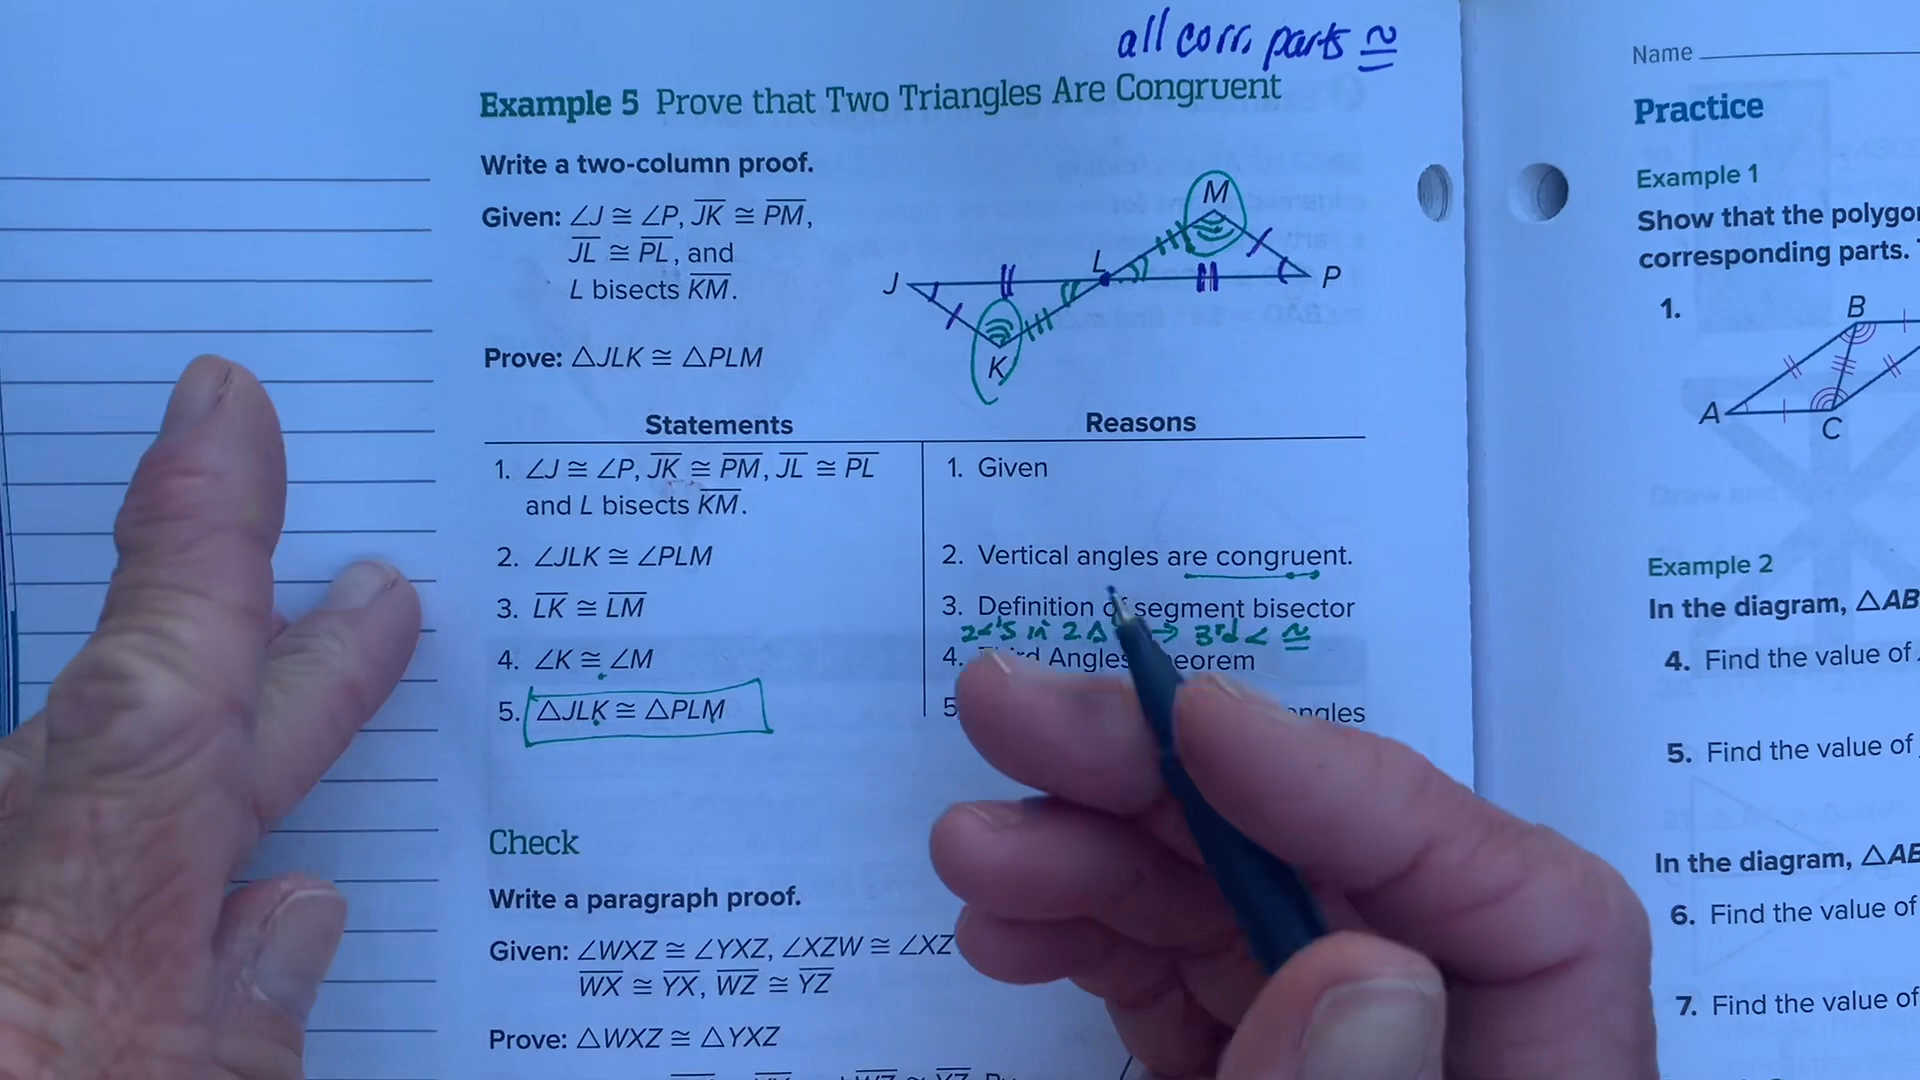 all corr. parts ≅
Example 5 Prove that Two Triangles Are Congruent
Write a two-column proof.
Given: ∠J ≅ ∠P, JK ≅ PM,
JL ≅ PL, and
L bisects KM.
Prove: △JLK ≅ △PLM
J
L
M
P
K
Statements
Reasons
1. ∠J ≅ ∠P, JK ≅ PM, JL ≅ PL
and L bisects KM.
1. Given
2. ∠JLK ≅ ∠PLM
2. Vertical angles are congruent.
3. LK ≅ LM
3. Definition of segment bisector
2 <'s in 2 △ → 3rd < ≅
4. ∠K ≅ ∠M
4. Angles
5. △JLK ≅ △PLM
5
Check
Write a paragraph proof.
Given: ∠WXZ ≅ ∠YXZ, ∠XZW ≅ ∠XZ
WX ≅ YX, WZ ≅ YZ
Prove: △WXZ ≅ △YXZ
Name
Practice
Example 1
Show that the polygo
corresponding parts.
1.
B
A
C
Example 2
In the diagram, △AB
4. Find the value of
5. Find the value of
In the diagram, △AE
6. Find the value of
7. Find the value of